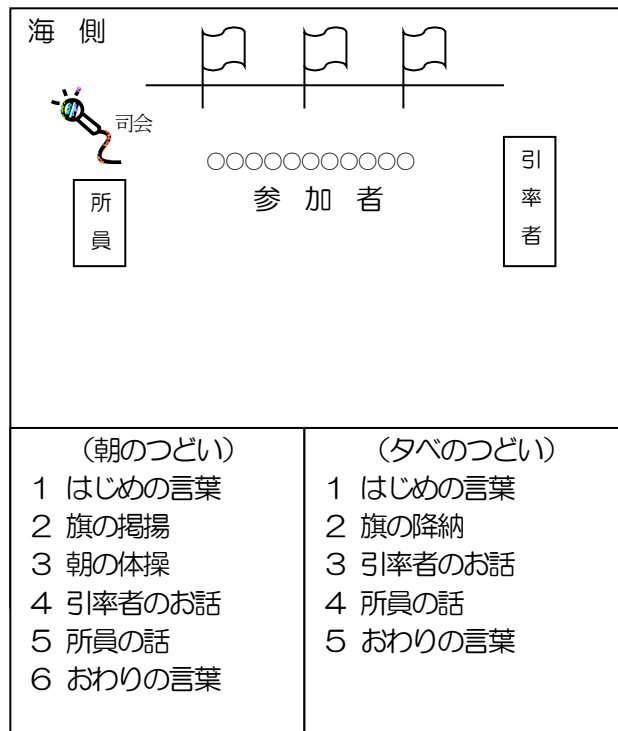 海 側
司会
○○○○○○○○○○○
参 加 者
所員
引率者
（朝のつどい）
1 はじめの言葉
2 旗の掲揚
3 朝の体操
4 引率者のお話
5 所員の話
6 おわりの言葉
（夕べのつどい）
1 はじめの言葉
2 旗の降納
3 引率者のお話
4 所員の話
5 おわりの言葉